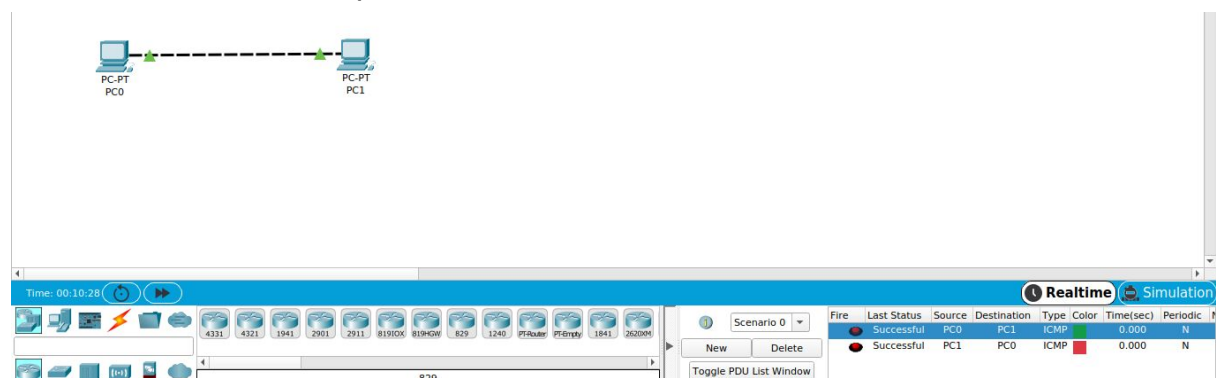 PC-PT
PC0
PC-PT
PC1
Time: 00:10:28
Realtime
Simulation
4331 4321 1941 2901 2911 819IOX 819HGW 829 1240 PT-Router PT-Empty 1841 2620XM
829
Scenario 0
New Delete
Toggle PDU List Window
Fire Last Status Source Destination Type Color Time(sec) Periodic
Successful PC0 PC1 ICMP 0.000 N
Successful PC1 PC0 ICMP 0.000 N